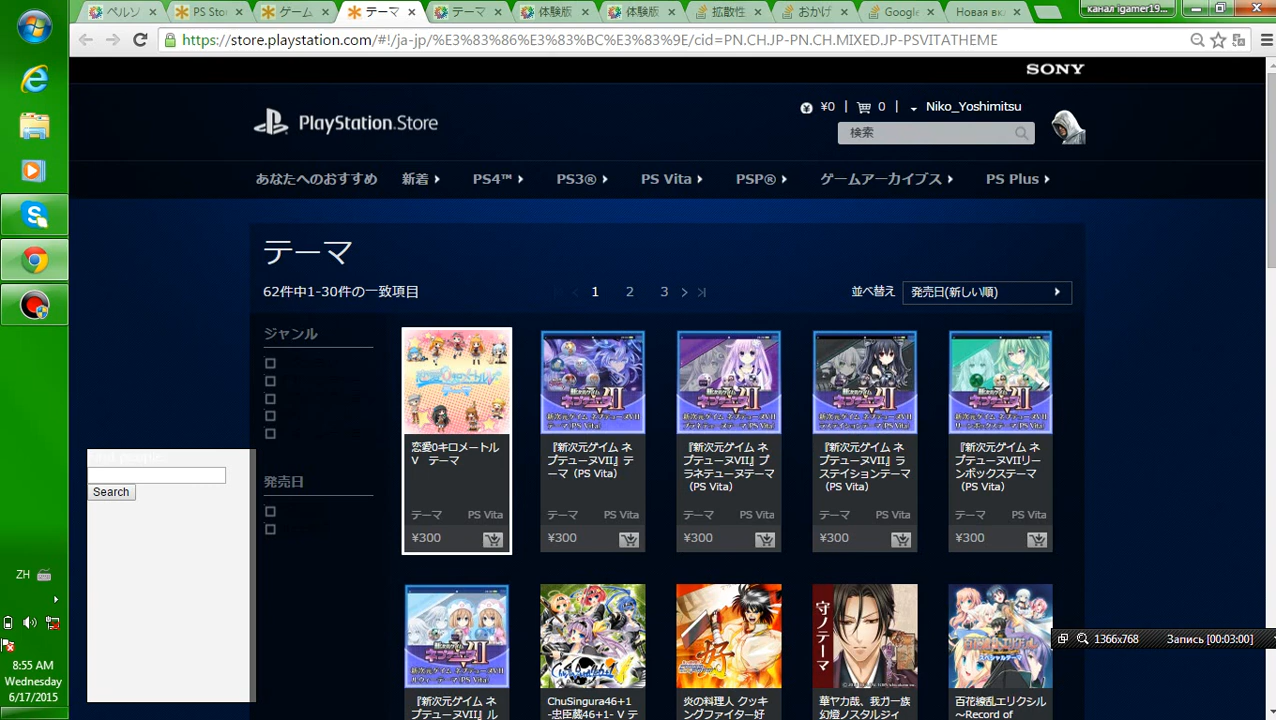 ペルソ
PS Stor
ゲーム
テーマ
テーマ
体験版
体験版
拡散性
おかげ
Google
Новая вкл
канал igamer19...
https://store.playstation.com/#!/ja-jp/%E3%83%86%E3%83%BC%E3%83%9E/cid=PN.CH.JP-PN.CH.MIXED.JP-PSVITATHEME
SONY
PlayStation.Store
¥0 | 0 | Niko_Yoshimitsu
検索
あなたへのおすすめ 新着 PS4™ PS3® PS Vita PSP® ゲームアーカイブス PS Plus
テーマ
62件中1-30件の一致項目
1 2 3
並べ替え 発売日(新しい順)
ジャンル
発売日
Search
恋愛0キロメートル
V テーマ
テーマ PS Vita
¥300
『新次元ゲイム ネ
プテューヌVII』テ
ーマ（PS Vita）
テーマ PS Vita
¥300
『新次元ゲイム ネ
プテューヌVII』プ
ラネテューヌテーマ
（PS Vita）
テーマ PS Vita
¥300
『新次元ゲイム ネ
プテューヌVII』ラ
ステイションテーマ
（PS Vita）
テーマ PS Vita
¥300
『新次元ゲイム ネ
プテューヌVIIリー
ンボックステーマ
（PS Vita）
テーマ PS Vita
¥300
『新次元ゲイム ネ
プテューヌVII』ル
ChuSingura46+1
-忠臣蔵46+1- V テ
炎の料理人 クッキ
ングファイター好
守ノテーマ
華ヤカ哉、我ガ一族
幻燈ノスタルジィ
百花繚乱エリクシル
～Record of
1366x768 Запись [00:03:00]
ZH
8:55 AM
Wednesday
6/17/2015